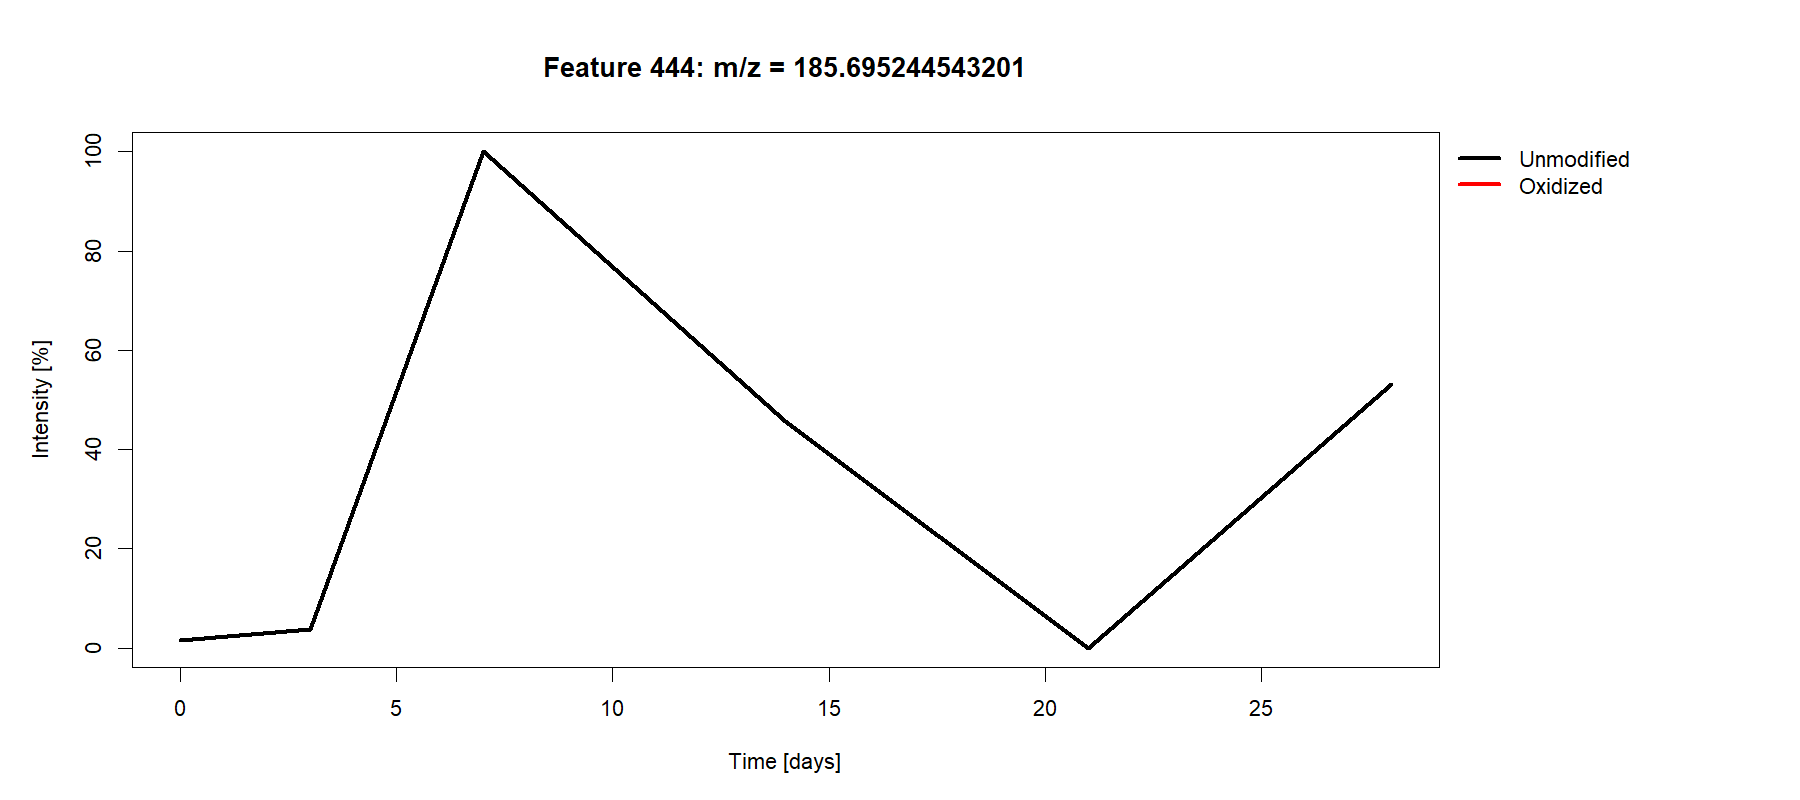 Feature 444: m/z = 185.695244543201
Unmodified
Oxidized
Intensity [%]
100
80
60
40
20
0
0 5 10 15 20 25
Time [days]